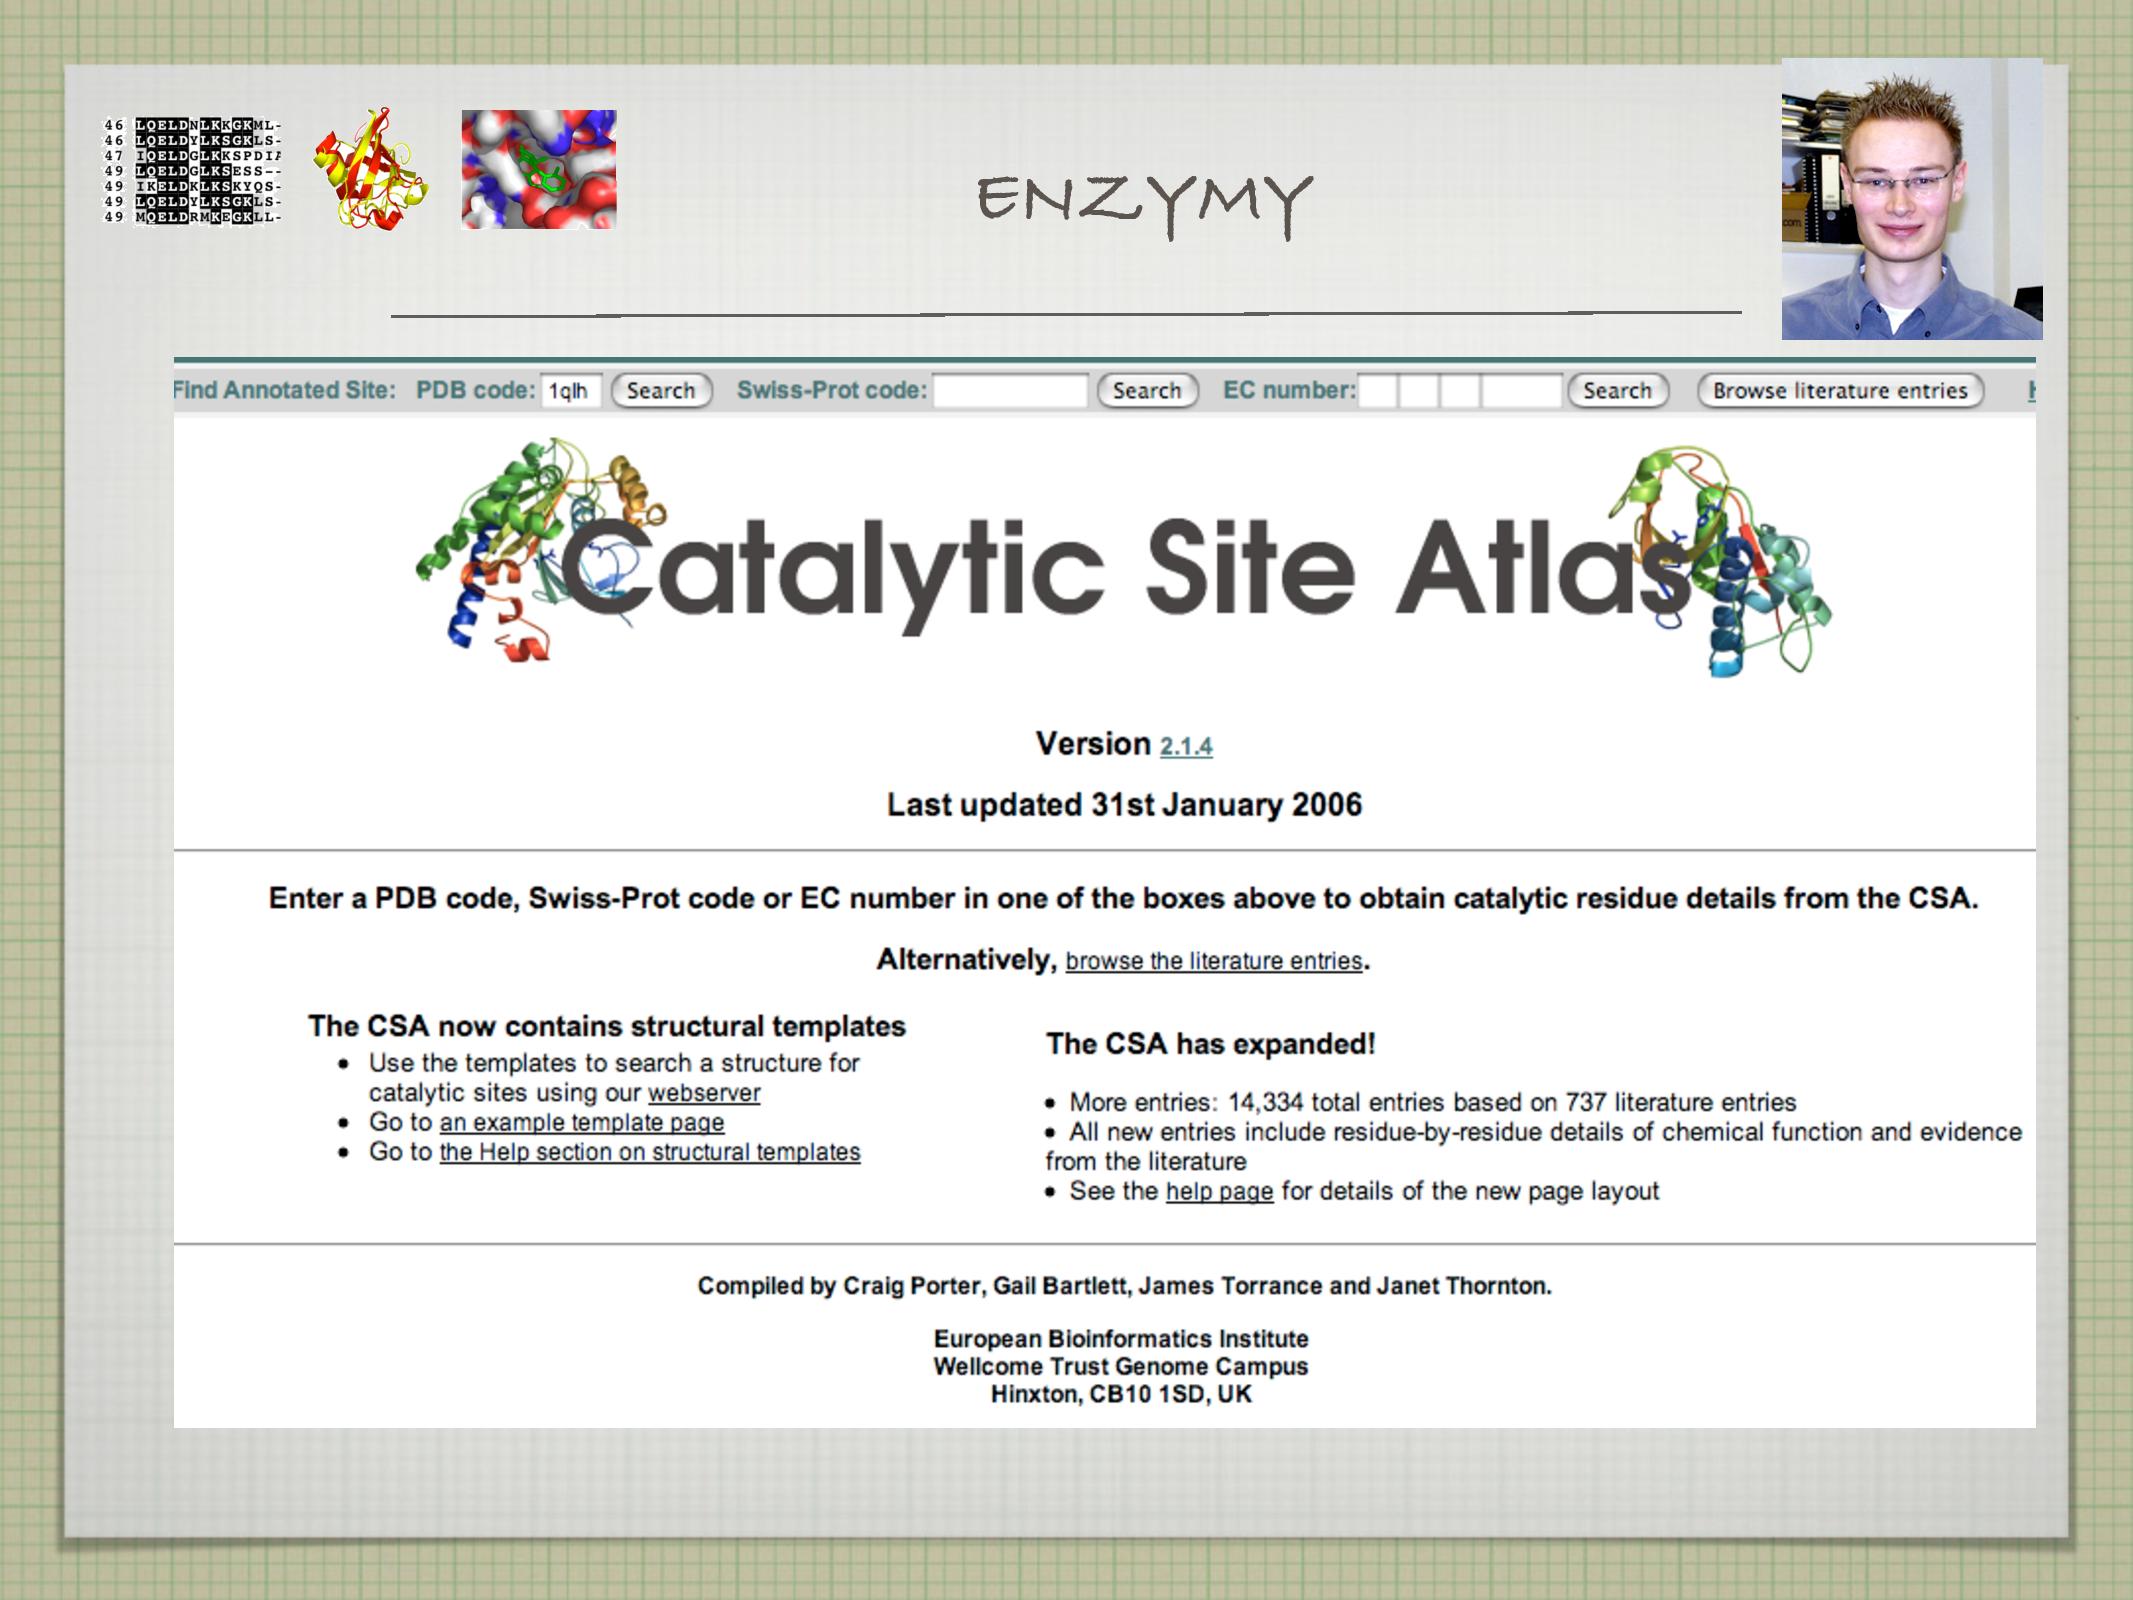 46 LQELDNLKKGKML-
46 LQELDYLKSGKLS-
47 IQELDGLKKSPDIA
49 LQELDGLKSESS--
49 IKELDKLKSKYQS-
49 LQELDYLKSGKLS-
49 MQELDRMKEGKLL-
ENZYMY
Find Annotated Site: PDB code: 1qlh Search Swiss-Prot code: Search EC number: Search Browse literature entries
Catalytic Site Atlas
Version 2.1.4
Last updated 31st January 2006
Enter a PDB code, Swiss-Prot code or EC number in one of the boxes above to obtain catalytic residue details from the CSA.
Alternatively, browse the literature entries.
The CSA now contains structural templates
• Use the templates to search a structure for
catalytic sites using our webserver
• Go to an example template page
• Go to the Help section on structural templates
The CSA has expanded!
• More entries: 14,334 total entries based on 737 literature entries
• All new entries include residue-by-residue details of chemical function and evidence
from the literature
• See the help page for details of the new page layout
Compiled by Craig Porter, Gail Bartlett, James Torrance and Janet Thornton.
European Bioinformatics Institute
Wellcome Trust Genome Campus
Hinxton, CB10 1SD, UK